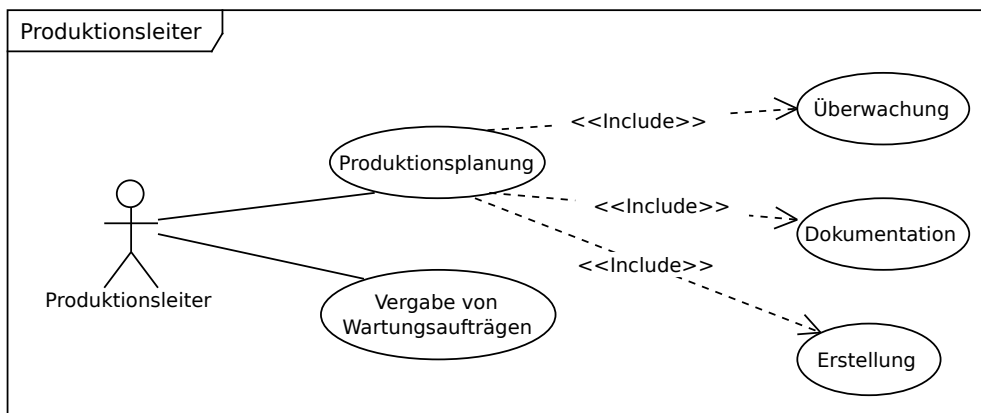 Produktionsleiter
Überwachung
<<Include>>
Produktionsplanung
<<Include>>
Dokumentation
<<Include>>
Produktionsleiter
Vergabe von
Wartungsaufträgen
Erstellung